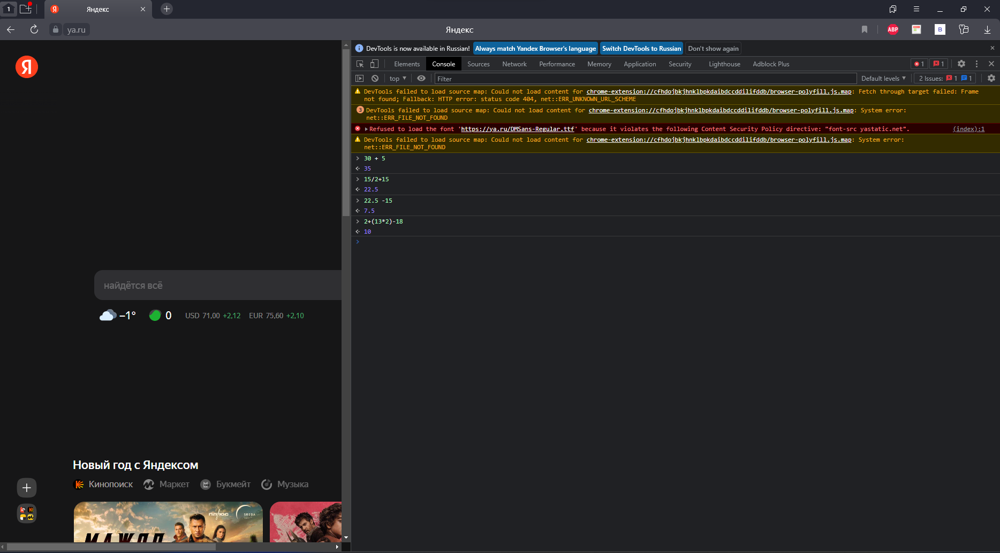 1
Я
Яндекс
ya.ru
Яндекс
ABP
B
Я
найдётся всё
–1°
0
USD 71,00 +2,12
EUR 75,60 +2,10
Новый год с Яндексом
Кинопоиск
Маркет
Букмейт
Музыка
ПЛЮС
SREDA
МАЖОР
DevTools is now available in Russian!
Always match Yandex Browser's language
Switch DevTools to Russian
Don't show again
Elements
Console
Sources
Network
Performance
Memory
Application
Security
Lighthouse
Adblock Plus
1
1
top
Filter
Default levels
2 Issues:
1
1
DevTools failed to load source map: Could not load content for chrome-extension://cfhdojbkjhnklbpkdaibdccddilifddb/browser-polyfill.js.map: Fetch through target failed: Frame
not found; Fallback: HTTP error: status code 404, net::ERR_UNKNOWN_URL_SCHEME
3
DevTools failed to load source map: Could not load content for chrome-extension://cfhdojbkjhnklbpkdaibdccddilifddb/browser-polyfill.js.map: System error:
net::ERR_FILE_NOT_FOUND
Refused to load the font 'https://ya.ru/DMSans-Regular.ttf' because it violates the following Content Security Policy directive: "font-src yastatic.net".
(index):1
DevTools failed to load source map: Could not load content for chrome-extension://cfhdojbkjhnklbpkdaibdccddilifddb/browser-polyfill.js.map: System error:
net::ERR_FILE_NOT_FOUND
30 + 5
35
15/2+15
22.5
22.5 -15
7.5
2+(13*2)-18
10